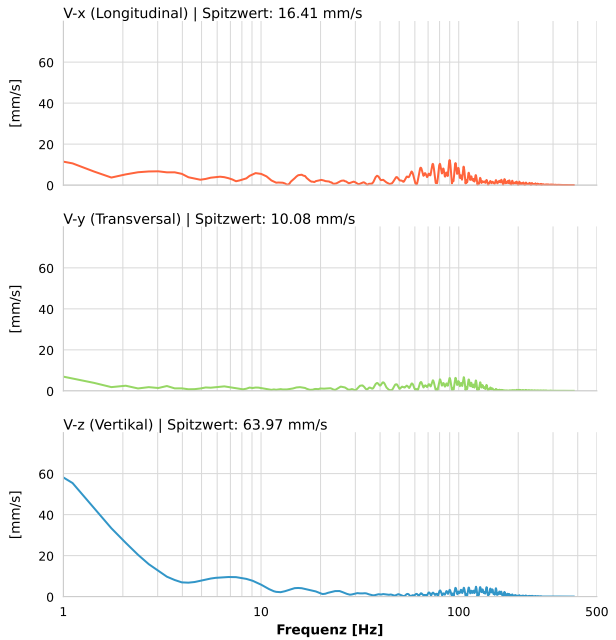 V-x (Longitudinal) | Spitzwert: 16.41 mm/s
[mm/s]
60
40
20
0
V-y (Transversal) | Spitzwert: 10.08 mm/s
[mm/s]
60
40
20
0
V-z (Vertikal) | Spitzwert: 63.97 mm/s
[mm/s]
60
40
20
0
1 10 100 500
Frequenz [Hz]